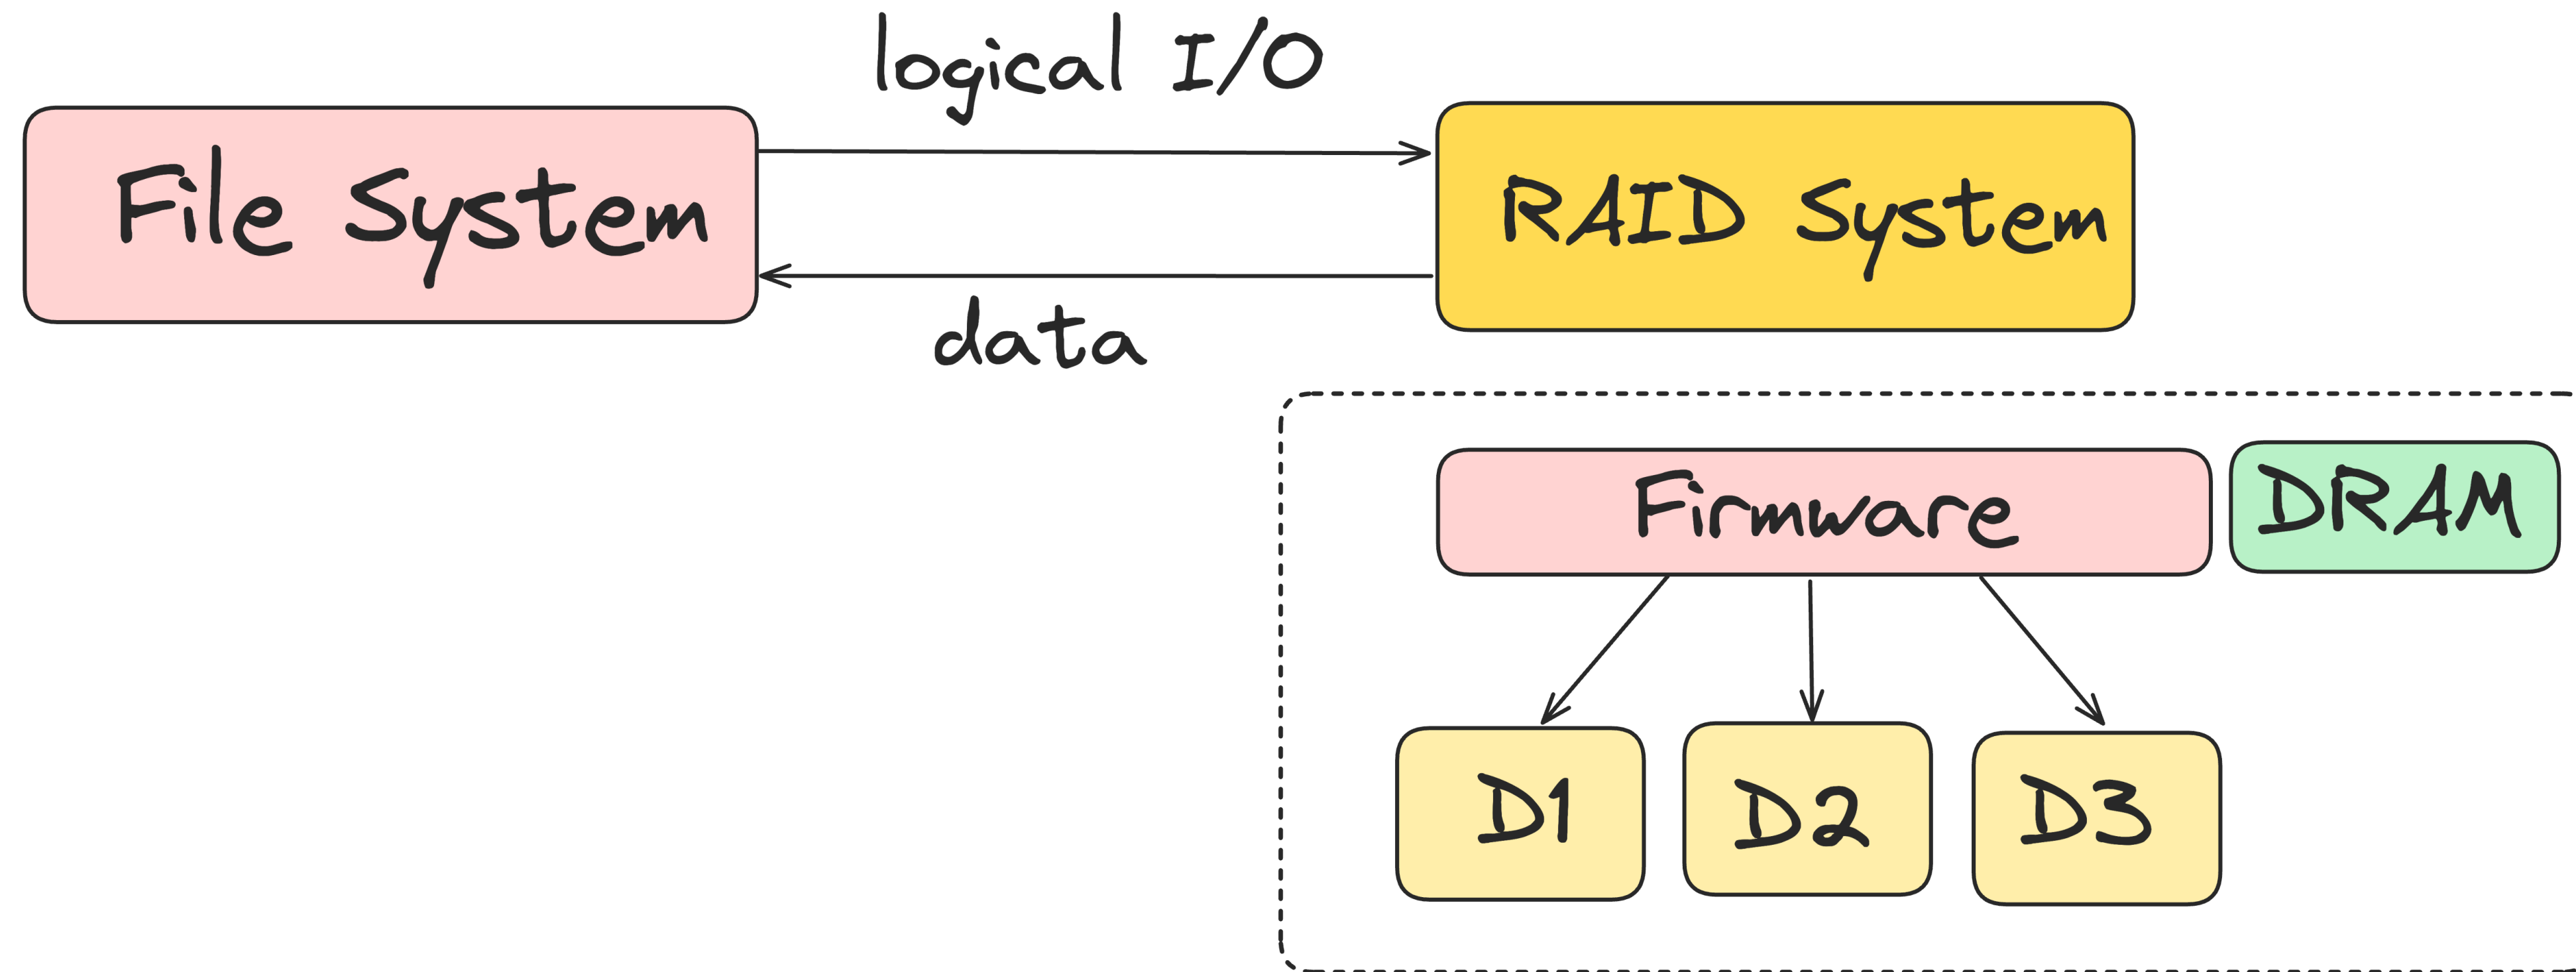 logical I/O
File System
RAID System
data
Firmware
DRAM
D1
D2
D3